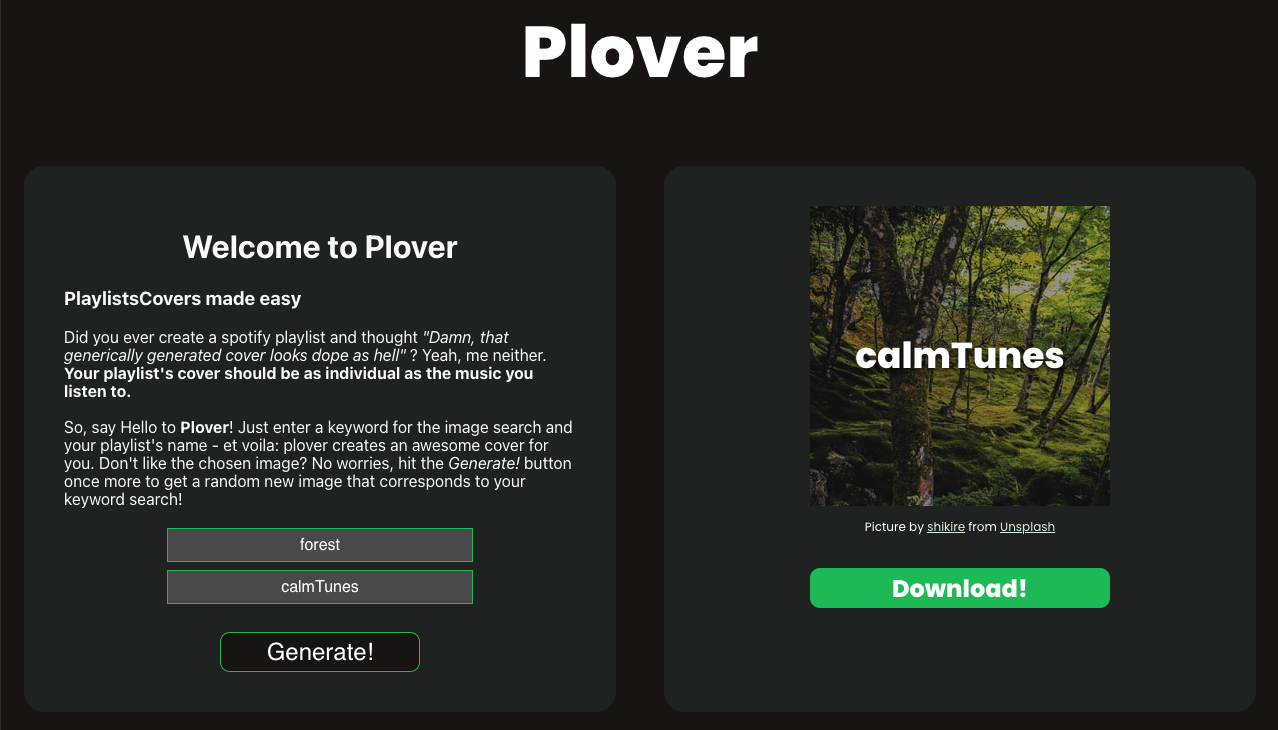 Plover
Welcome to Plover
PlaylistsCovers made easy
Did you ever create a spotify playlist and thought "Damn, that
generically generated cover looks dope as hell" ? Yeah, me neither.
Your playlist's cover should be as individual as the music you
listen to.
So, say Hello to Plover! Just enter a keyword for the image search and
your playlist's name - et voila: plover creates an awesome cover for
you. Don't like the chosen image? No worries, hit the Generate! button
once more to get a random new image that corresponds to your
keyword search!
forest
calmTunes
Generate!
calmTunes
Picture by shikire from Unsplash
Download!